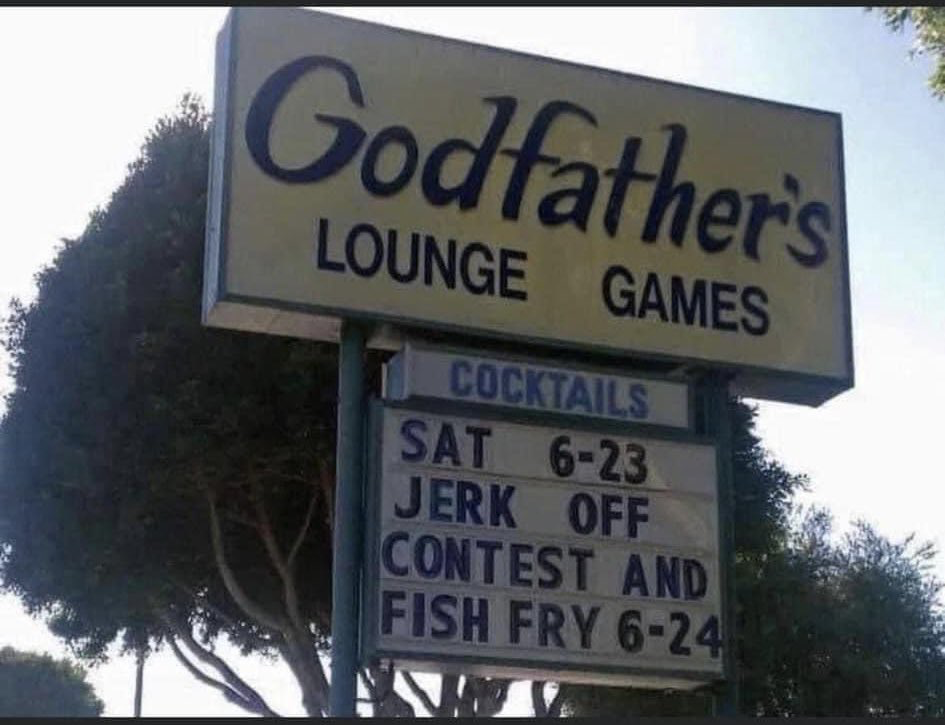 Godfather's
LOUNGE GAMES
COCKTAILS
SAT 6-23
JERK OFF
CONTEST AND
FISH FRY 6-24